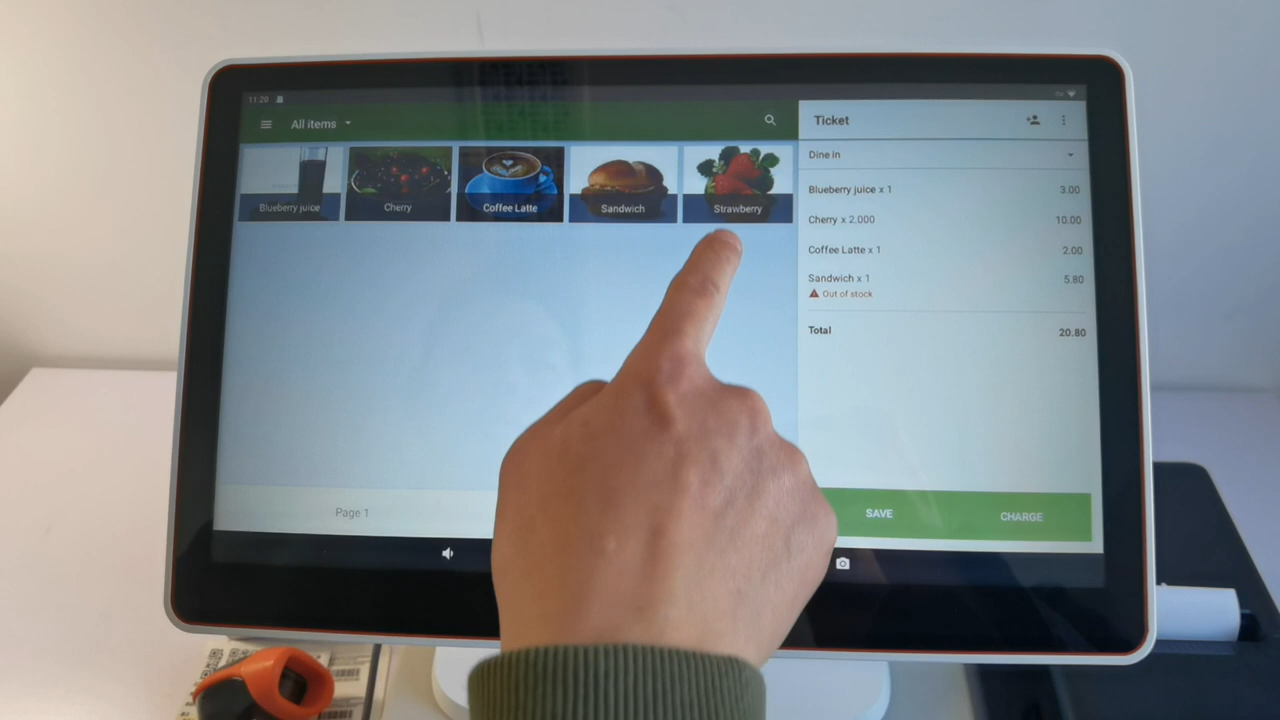 11:20
All items
Ticket
Dine in
Blueberry juice
Cherry
Coffee Latte
Sandwich
Strawberry
Blueberry juice x 1 3.00
Cherry x 2.000 10.00
Coffee Latte x 1 2.00
Sandwich x 1 5.80
Out of stock
Total 20.80
Page 1
SAVE
CHARGE